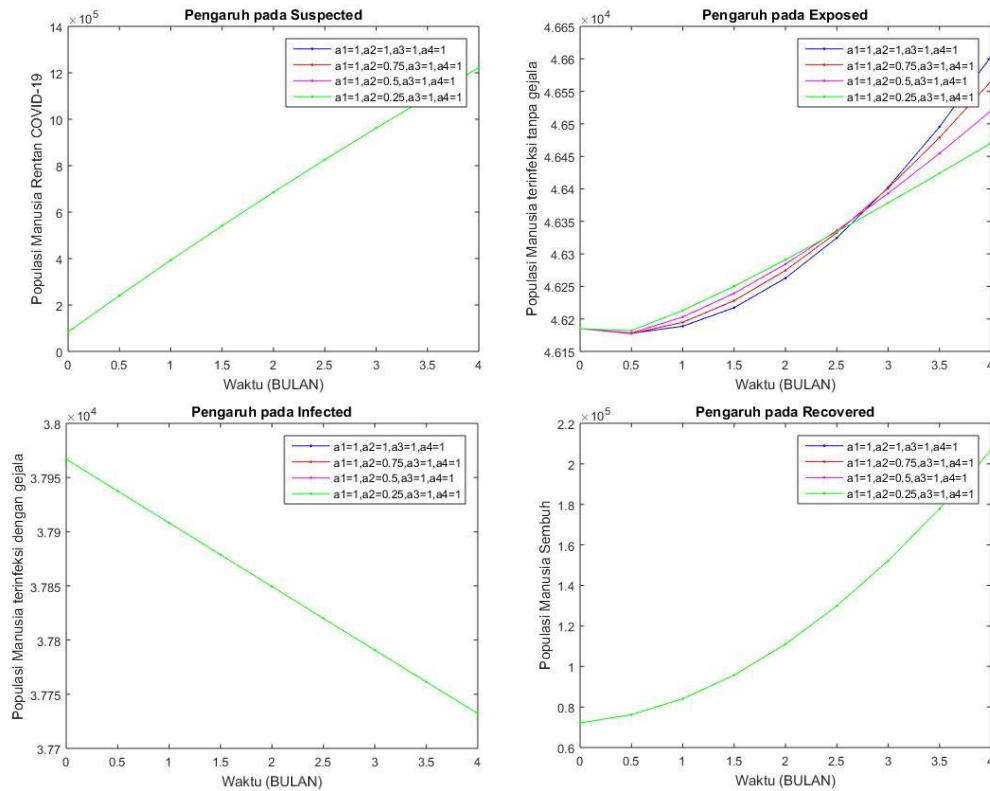 Pengaruh pada Suspected
×10^5
14
12
10
8
6
4
2
0
Populasi Manusia Rentan COVID-19
a1=1,a2=1,a3=1,a4=1
a1=1,a2=0.75,a3=1,a4=1
a1=1,a2=0.5,a3=1,a4=1
a1=1,a2=0.25,a3=1,a4=1
0 0.5 1 1.5 2 2.5 3 3.5 4
Waktu (BULAN)
Pengaruh pada Exposed
×10^4
4.665
4.66
4.655
4.65
4.645
4.64
4.635
4.63
4.625
4.62
4.615
Populasi Manusia terinfeksi tanpa gejala
a1=1,a2=1,a3=1,a4=1
a1=1,a2=0.75,a3=1,a4=1
a1=1,a2=0.5,a3=1,a4=1
a1=1,a2=0.25,a3=1,a4=1
0 0.5 1 1.5 2 2.5 3 3.5 4
Waktu (BULAN)
Pengaruh pada Infected
×10^4
3.8
3.795
3.79
3.785
3.78
3.775
3.77
Populasi Manusia terinfeksi dengan gejala
a1=1,a2=1,a3=1,a4=1
a1=1,a2=0.75,a3=1,a4=1
a1=1,a2=0.5,a3=1,a4=1
a1=1,a2=0.25,a3=1,a4=1
0 0.5 1 1.5 2 2.5 3 3.5 4
Waktu (BULAN)
Pengaruh pada Recovered
×10^5
2.2
2
1.8
1.6
1.4
1.2
1
0.8
0.6
Populasi Manusia Sembuh
a1=1,a2=1,a3=1,a4=1
a1=1,a2=0.75,a3=1,a4=1
a1=1,a2=0.5,a3=1,a4=1
a1=1,a2=0.25,a3=1,a4=1
0 0.5 1 1.5 2 2.5 3 3.5 4
Waktu (BULAN)